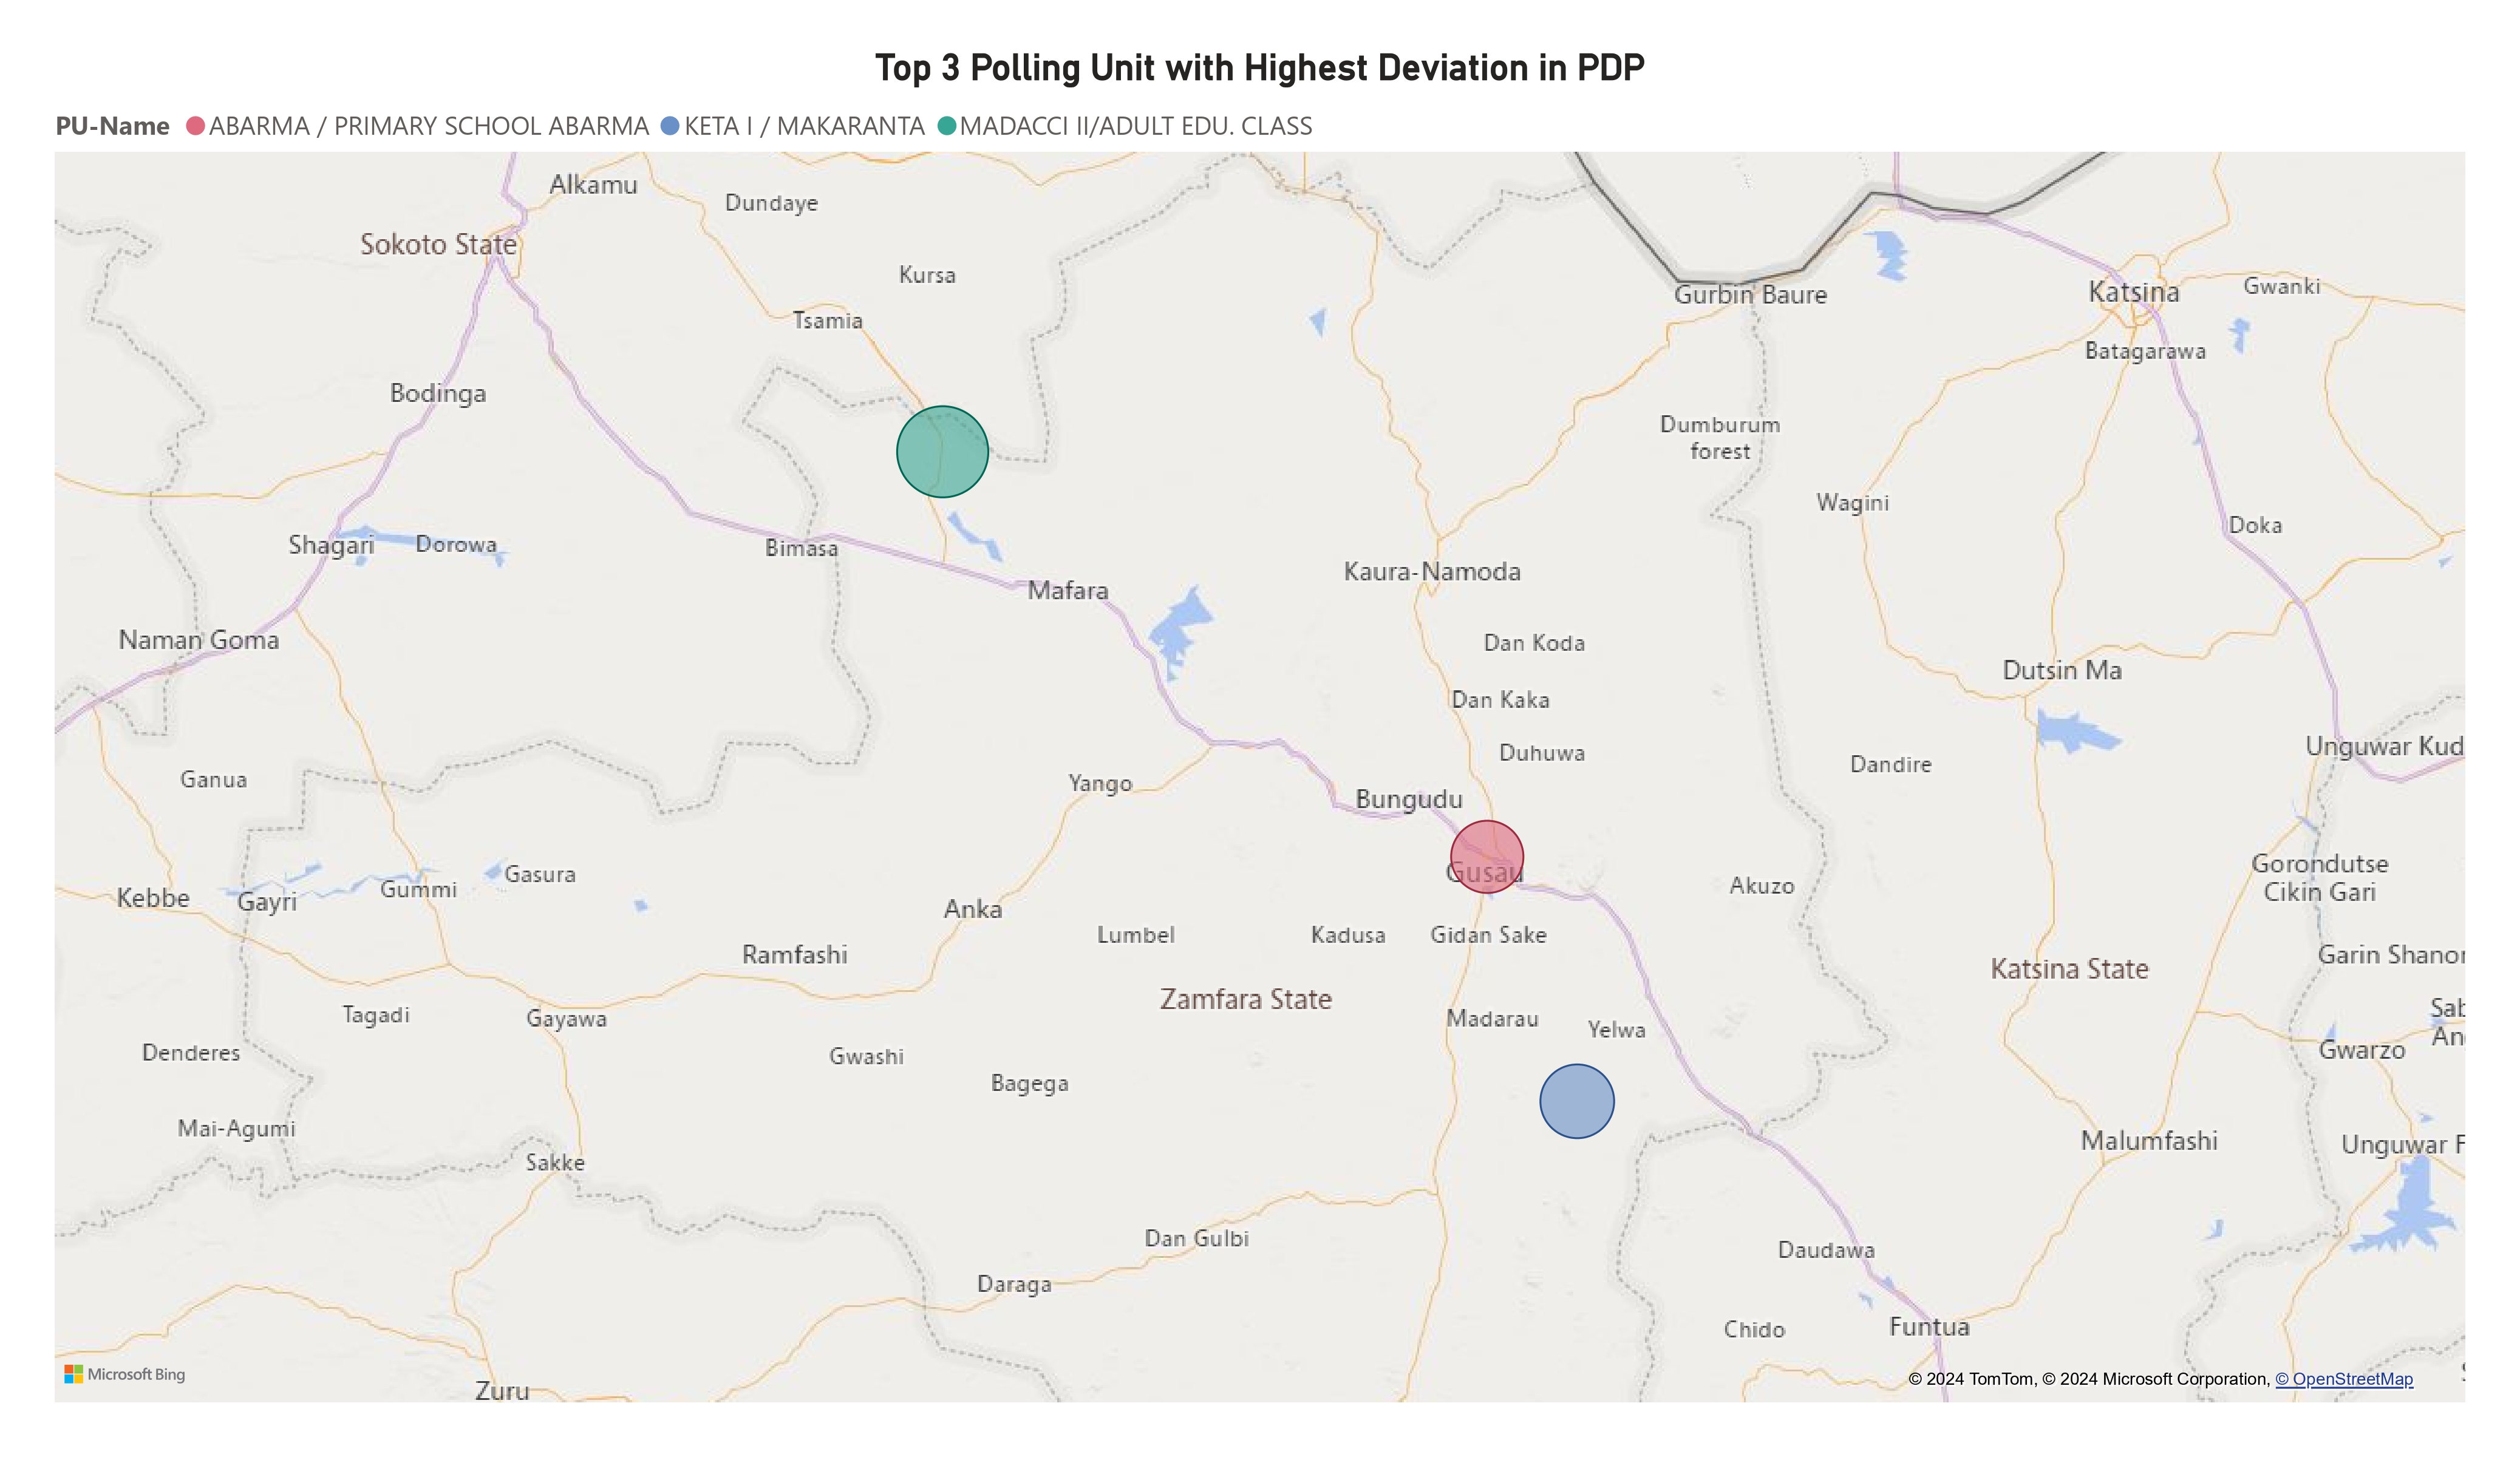 Top 3 Polling Unit with Highest Deviation in PDP
PU-Name ABARMA / PRIMARY SCHOOL ABARMA KETA I / MAKARANTA MADACCI II/ADULT EDU. CLASS
Alkamu
Dundaye
Sokoto State
Kursa
Gurbin Baure
Katsina
Gwanki
Tsamia
Batagarawa
Bodinga
Dumburum
forest
Wagini
Doka
Shagari
Dorowa
Bimasa
Mafara
Kaura-Namoda
Naman Goma
Dan Koda
Dutsin Ma
Dan Kaka
Unguwar Kud
Duhuwa
Dandire
Ganua
Yango
Bungudu
Gusau
Gorondutse
Cikin Gari
Gasura
Gummi
Kebbe
Gayri
Akuzo
Anka
Lumbel
Kadusa
Gidan Sake
Ramfashi
Garin Shanor
Katsina State
Zamfara State
Tagadi
Gayawa
Madarau
Yelwa
Sab
An
Denderes
Gwashi
Gwarzo
Bagega
Mai-Agumi
Malumfashi
Unguwar F
Sakke
Dan Gulbi
Daudawa
Daraga
Chido
Funtua
Zuru
Microsoft Bing
© 2024 TomTom, © 2024 Microsoft Corporation, © OpenStreetMap